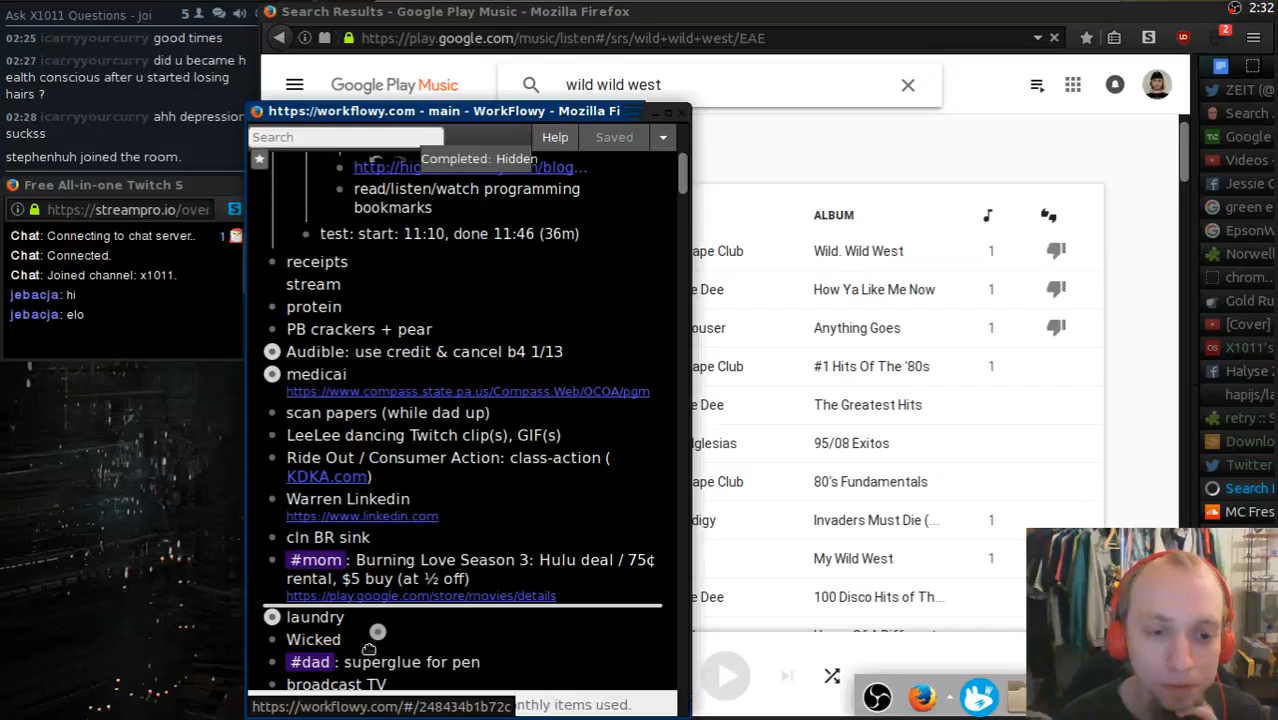 Ask X1011 Questions - Joi
5
02:25 icarryyourcurry good times
02:27 icarryyourcurry did u became h
ealth conscious after u started losing
hairs ?
02:28 icarryyourcurry ahh depression
suckss
stephenhuh joined the room.
Free All-in-one Twitch S
https://streampro.io/over
Chat: Connecting to chat server.. 1
Chat: Connected.
Chat: Joined channel: x1011.
jebacja: hi
jebacja: elo
Search Results - Google Play Music - Mozilla Firefox
2:32
https://play.google.com/music/listen#/srs/wild+wild+west/EAE
2
Google Play Music
wild wild west
https://workflowy.com - main - WorkFlowy - Mozilla Fi
Search
Help
Saved
Completed: Hidden
read/listen/watch programming
bookmarks
test: start: 11:10, done 11:46 (36m)
receipts
stream
protein
PB crackers + pear
Audible: use credit & cancel b4 1/13
medicai
https://www.compass.state.pa.us/Compass.Web/OCOA/pgm
scan papers (while dad up)
LeeLee dancing Twitch clip(s), GIF(s)
Ride Out / Consumer Action: class-action (
KDKA.com)
Warren Linkedin
https://www.linkedin.com
cln BR sink
#mom: Burning Love Season 3: Hulu deal / 75¢
rental, $5 buy (at ½ off)
https://play.google.com/store/movies/details
laundry
Wicked
#dad: superglue for pen
broadcast TV
https://workflowy.com/#/248434b1b72c
nthly items used.
ALBUM
ape Club Wild. Wild West 1
e Dee How Ya Like Me Now 1
ouser Anything Goes 1
ape Club #1 Hits Of The '80s 1
e Dee The Greatest Hits
glesias 95/08 Exitos
ape Club 80's Fundamentals
digy Invaders Must Die (... 1
My Wild West 1
100 Disco Hits of Th...
ZEIT (@
Search
Google
Videos -
Jessie C
green e
EpsonW
Norwell
chrom...
Gold Ru
[Cover]
X1011's
Halyse
hapijs/la
retry :: S
Downlo
Twitter
Search
MC Fres